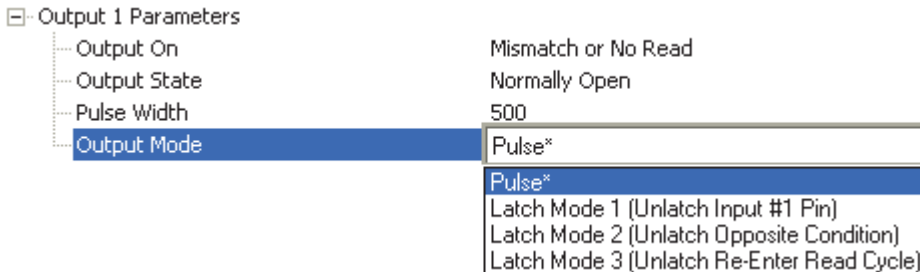 Output 1 Parameters
Output On Mismatch or No Read
Output State Normally Open
Pulse Width 500
Output Mode Pulse*
Pulse*
Latch Mode 1 (Unlatch Input #1 Pin)
Latch Mode 2 (Unlatch Opposite Condition)
Latch Mode 3 (Unlatch Re-Enter Read Cycle)